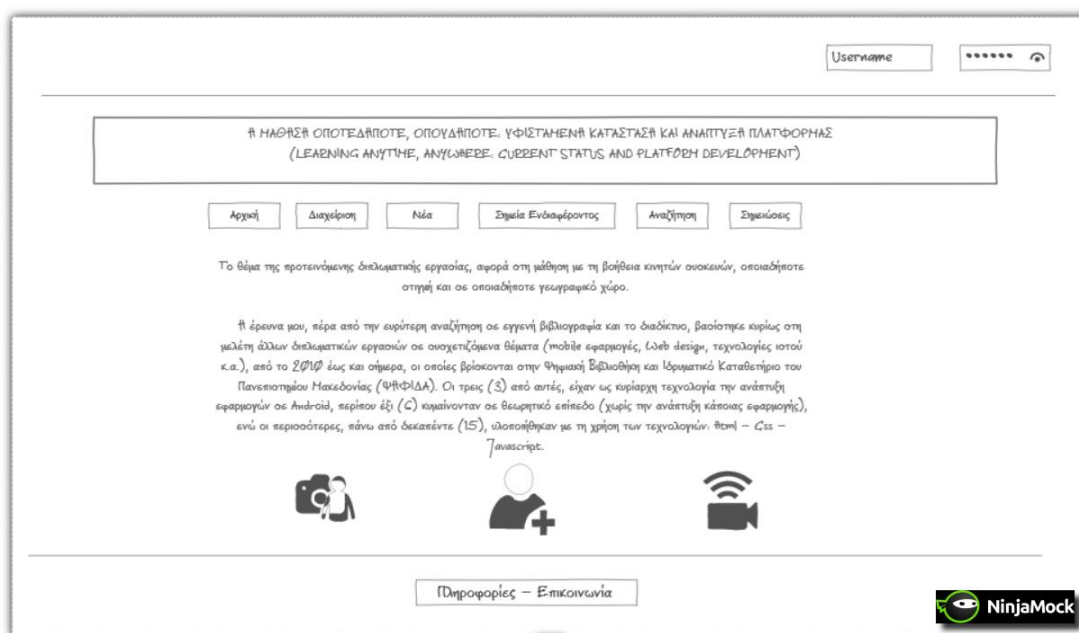 Username
••••••
Η ΜΑΘΗΣΗ ΟΠΟΤΕΔΗΠΟΤΕ, ΟΠΟΥΔΗΠΟΤΕ: ΥΦΙΣΤΑΜΕΝΗ ΚΑΤΑΣΤΑΣΗ ΚΑΙ ΑΝΑΠΤΥΞΗ ΠΛΑΤΦΟΡΜΑΣ
(LEARNING ANYTIME, ANYWHERE: CURRENT STATUS AND PLATFORM DEVELOPMENT)
Αρχική Διαχείριση Νέα Σημεία Ενδιαφέροντος Αναζήτηση Σημειώσεις
Το θέμα της προτεινόμενης διπλωματικής εργασίας, αφορά στη μάθηση με τη βοήθεια κινητών συσκευών, οποιαδήποτε
στιγμή και σε οποιαδήποτε γεωγραφικό χώρο.
Η έρευνα μου, πέρα από την ευρύτερη αναζήτηση σε εγγενή βιβλιογραφία και το διαδίκτυο, βασίστηκε κυρίως στη
μελέτη άλλων διπλωματικών εργασιών σε συσχετιζόμενα θέματα (mobile εφαρμογές, Web design, τεχνολογίες ιστού
κ.α.), από το 2010 έως και σήμερα, οι οποίες βρίσκονται στην Ψηφιακή Βιβλιοθήκη και Ιδρυματικό Καταθετήριο του
Πανεπιστημίου Μακεδονίας (ΨΗΦΙΔΑ). Οι τρεις (3) από αυτές, είχαν ως κυρίαρχη τεχνολογία την ανάπτυξη
εφαρμογών σε Android, περίπου έξι (6) κυμαίνονταν σε θεωρητικό επίπεδο (χωρίς την ανάπτυξη κάποιας εφαρμογής),
ενώ οι περισσότερες, πάνω από δεκαπέντε (15), υλοποιήθηκαν με τη χρήση των τεχνολογιών: Html – Css –
Javascript.
Πληροφορίες – Επικοινωνία
NinjaMock